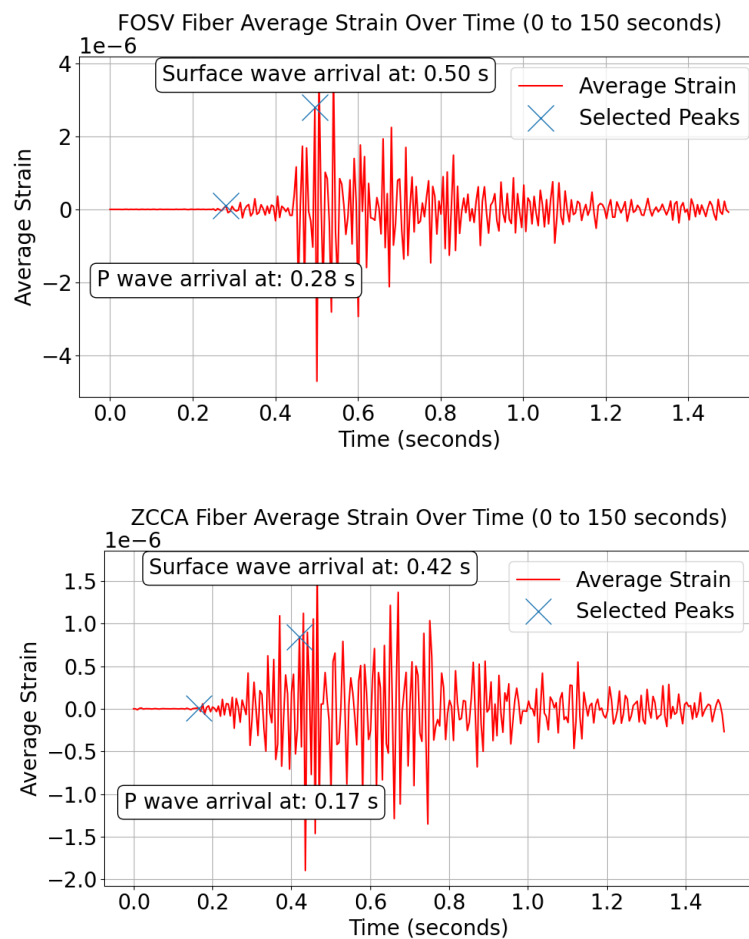 FOSV Fiber Average Strain Over Time (0 to 150 seconds)
1e−6
Surface wave arrival at: 0.50 s
Average Strain
Selected Peaks
P wave arrival at: 0.28 s
4
2
0
−2
−4
Average Strain
0.0 0.2 0.4 0.6 0.8 1.0 1.2 1.4
Time (seconds)
ZCCA Fiber Average Strain Over Time (0 to 150 seconds)
1e−6
Surface wave arrival at: 0.42 s
Average Strain
Selected Peaks
P wave arrival at: 0.17 s
1.5
1.0
0.5
0.0
−0.5
−1.0
−1.5
−2.0
Average Strain
0.0 0.2 0.4 0.6 0.8 1.0 1.2 1.4
Time (seconds)